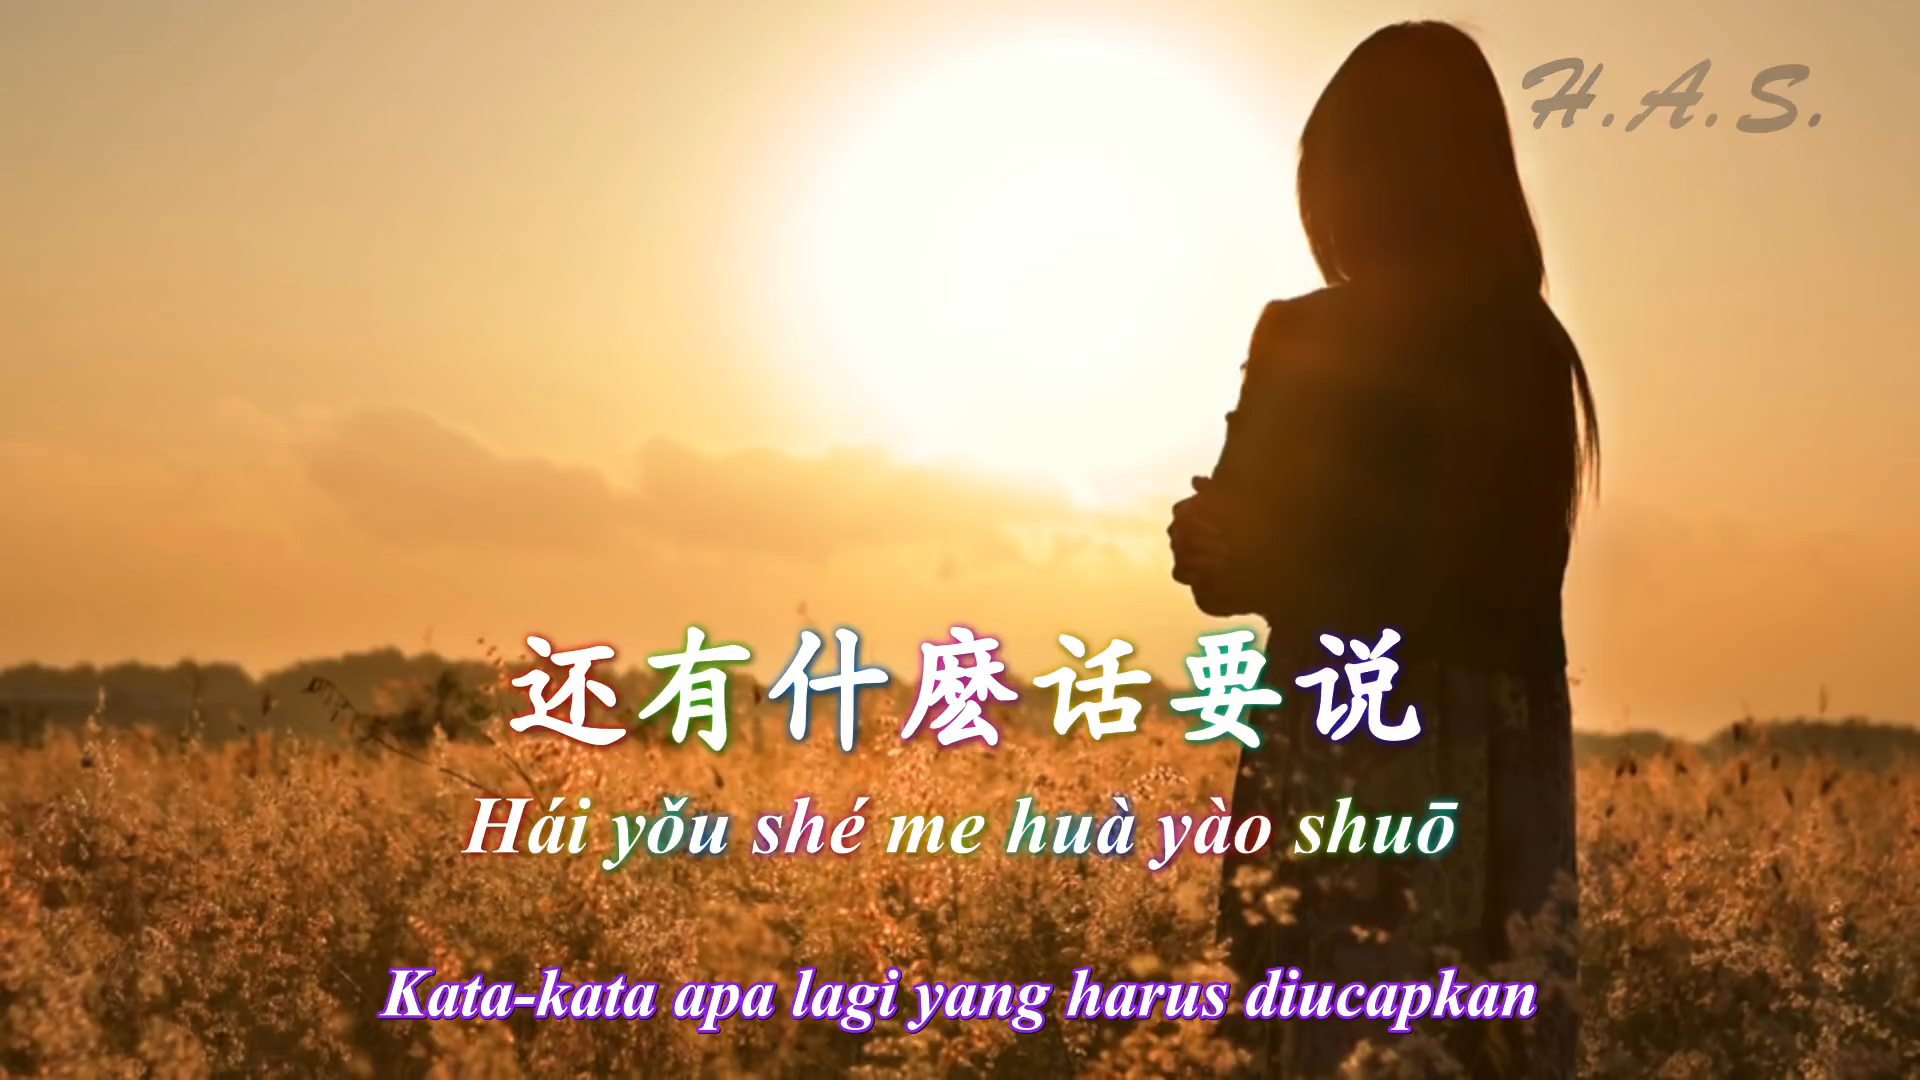 H.A.S.
还有什麽话要说
Hái yǒu shé me huà yào shuō
Kata-kata apa lagi yang harus diucapkan